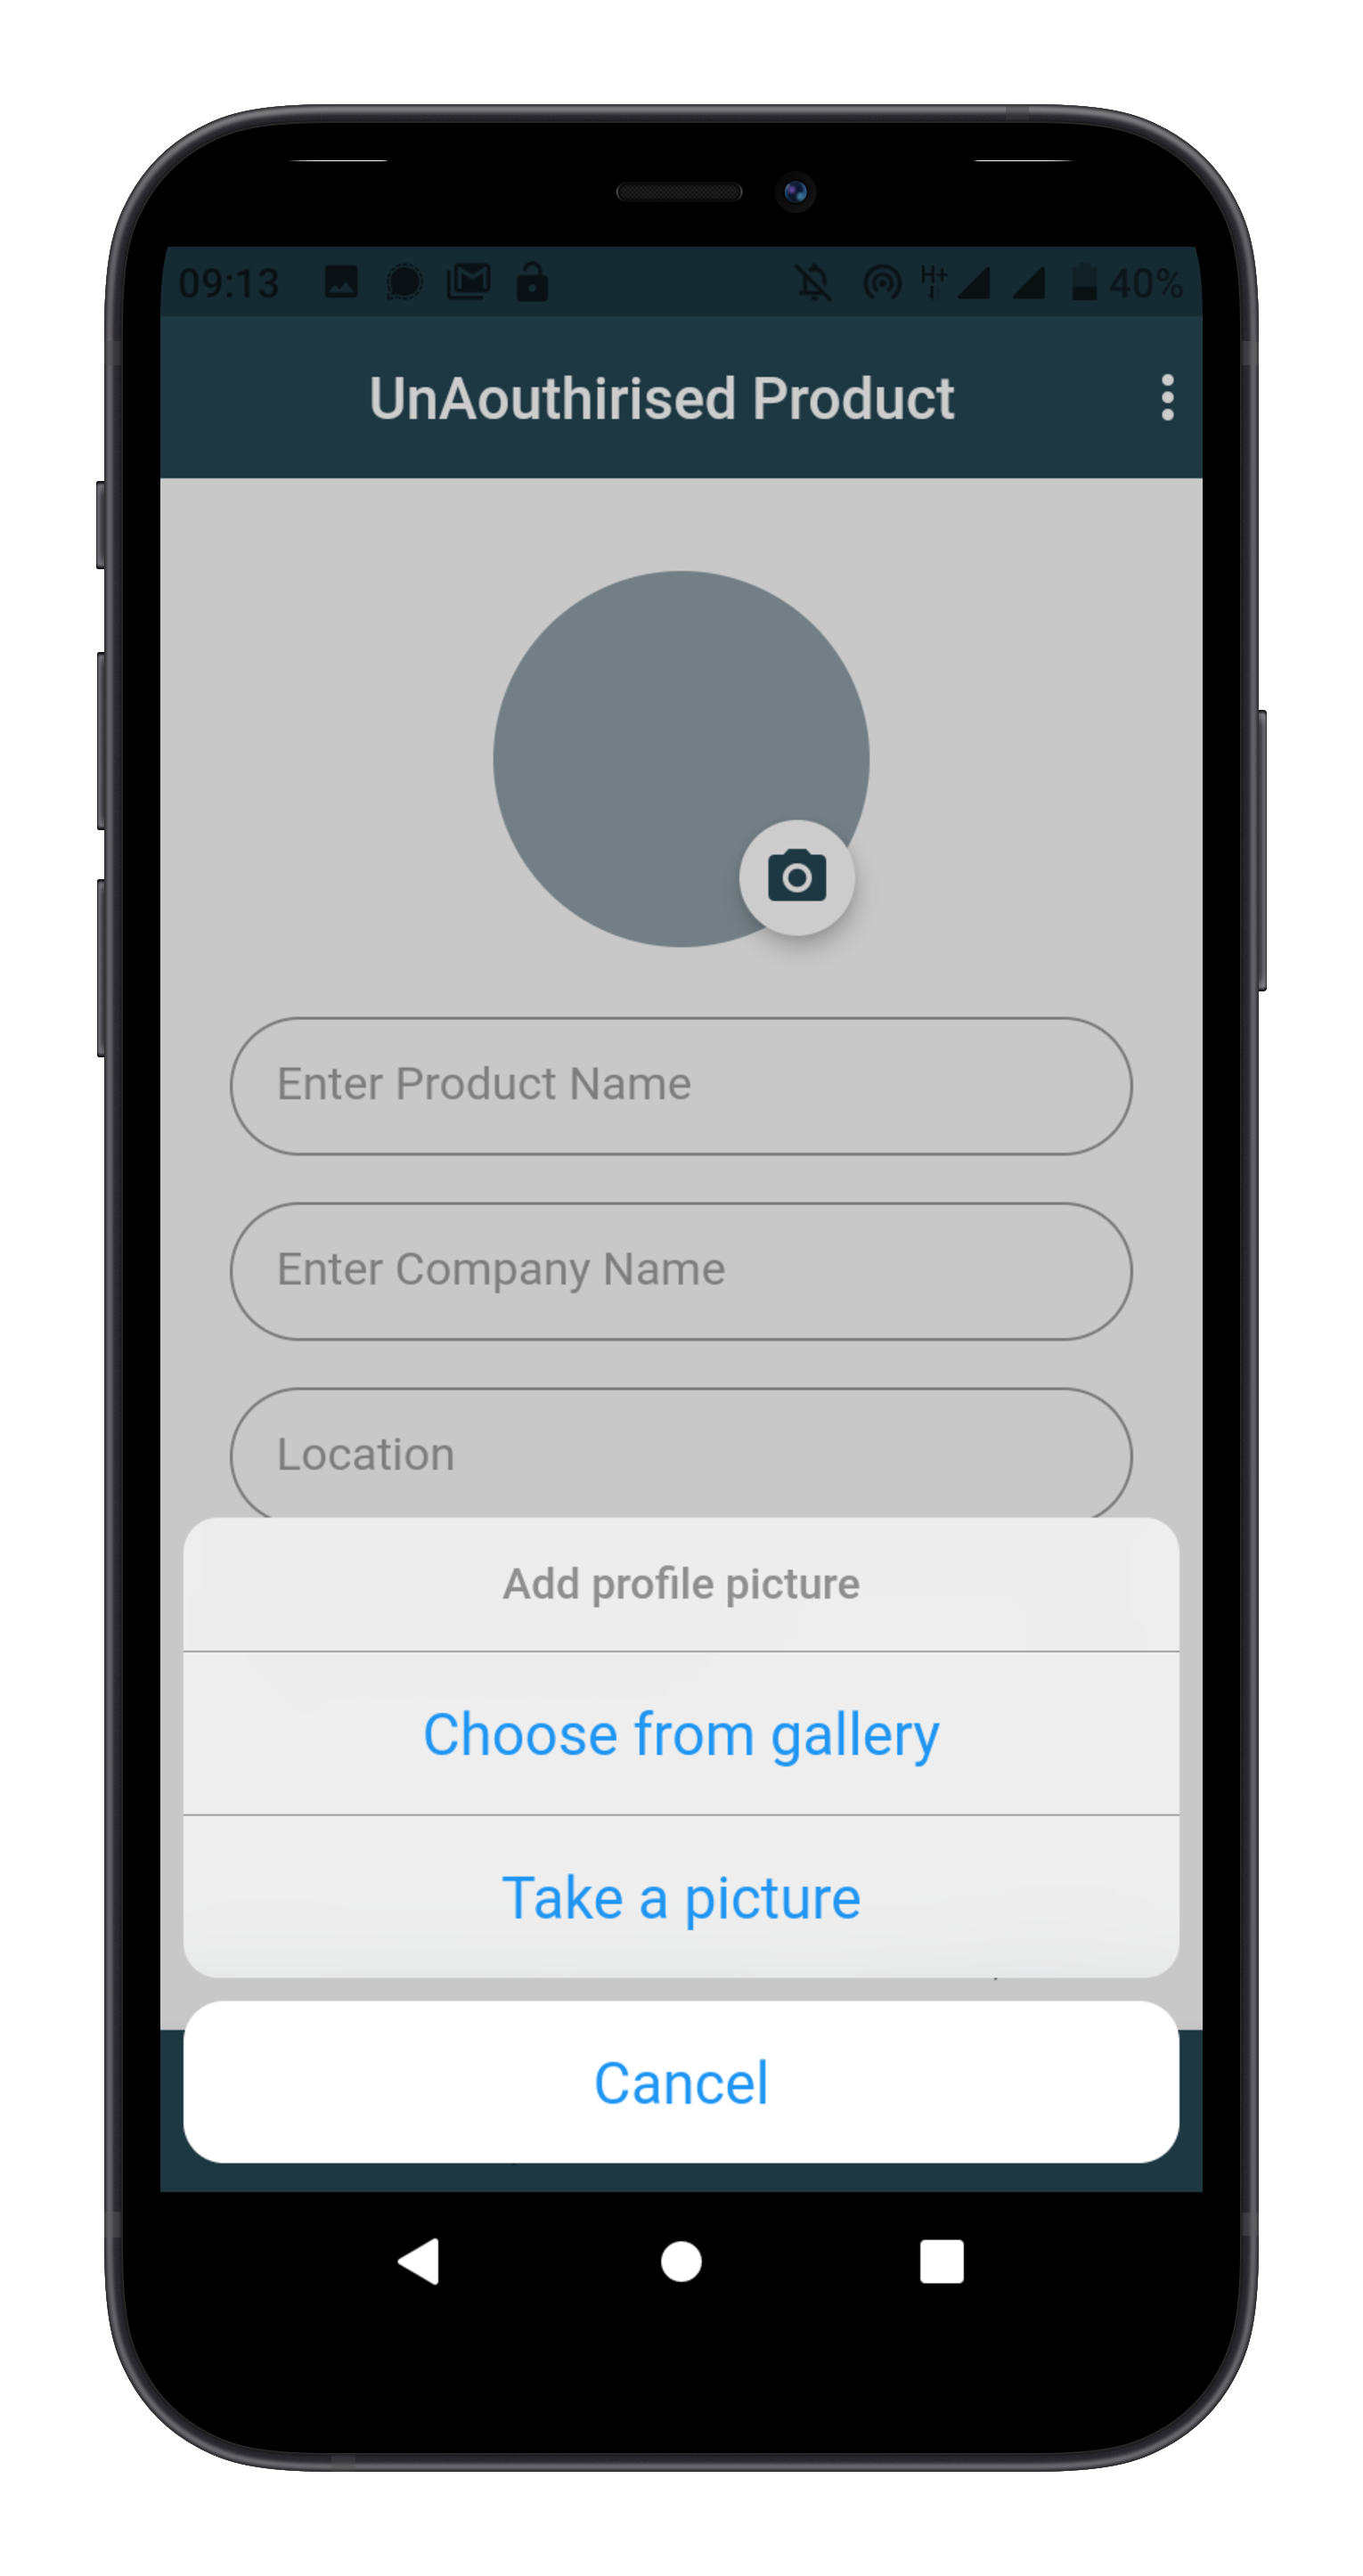 09:13 H+ 40%
UnAouthirised Product
Enter Product Name
Enter Company Name
Location
Add profile picture
Choose from gallery
Take a picture
Cancel